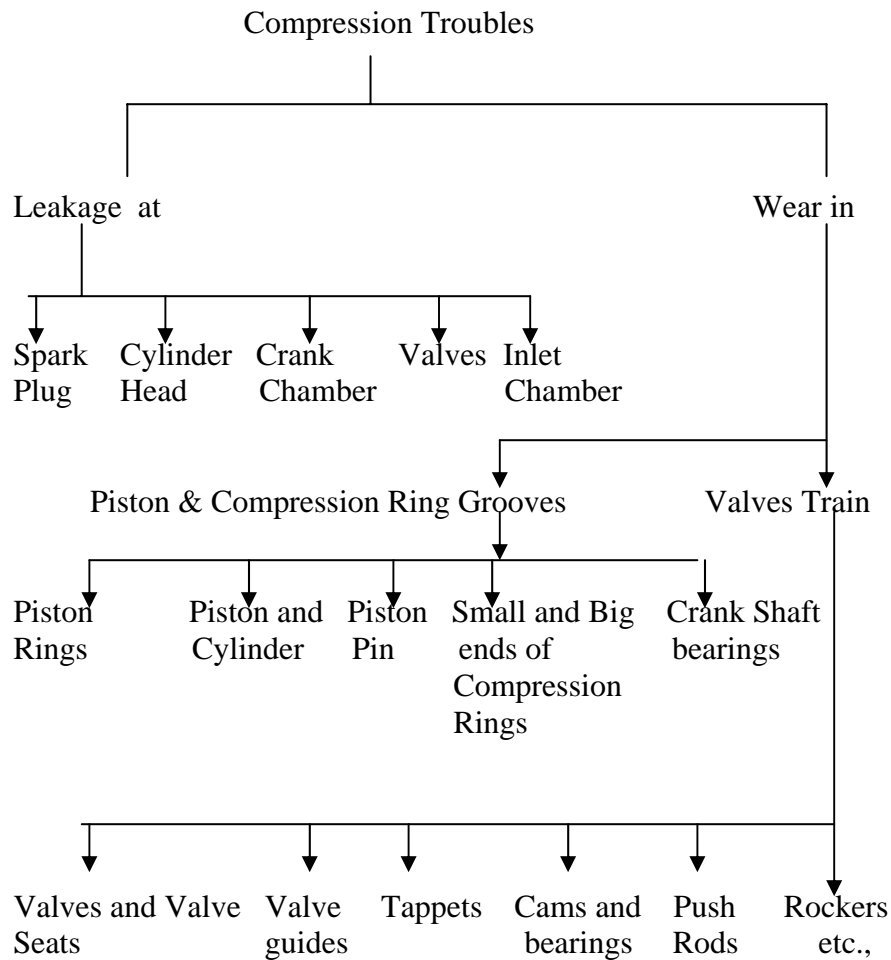 Compression Troubles
Leakage at
Wear in
Spark
Plug
Cylinder
Head
Crank
Chamber
Valves
Inlet
Chamber
Piston & Compression Ring Grooves
Valves Train
Piston
Rings
Piston and
Cylinder
Piston
Pin
Small and Big
ends of
Compression
Rings
Crank Shaft
bearings
Valves and Valve
Seats
Valve
guides
Tappets
Cams and
bearings
Push
Rods
Rockers
etc.,